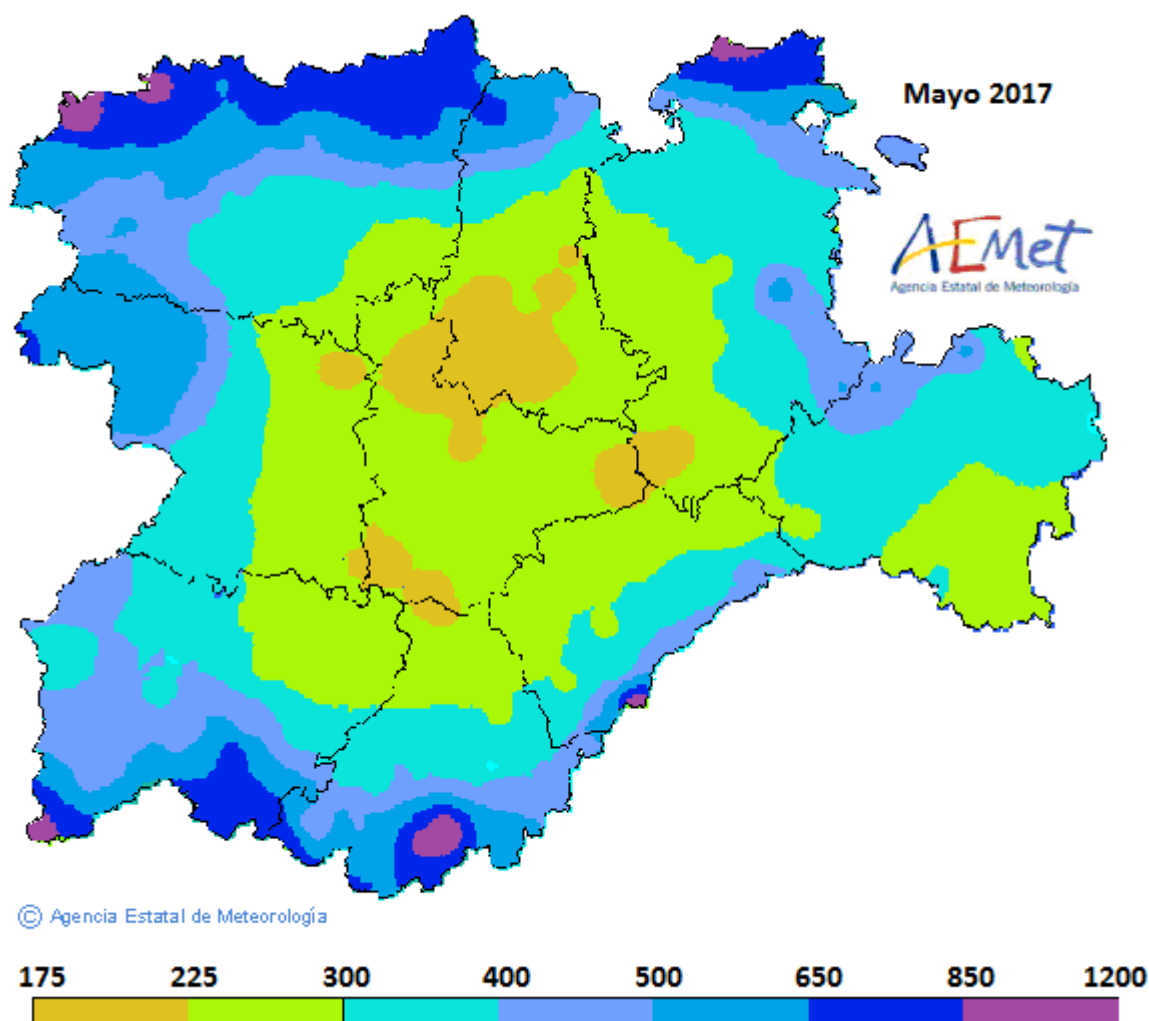 Mayo 2017
AEMet
Agencia Estatal de Meteorología
© Agencia Estatal de Meteorología
175 225 300 400 500 650 850 1200